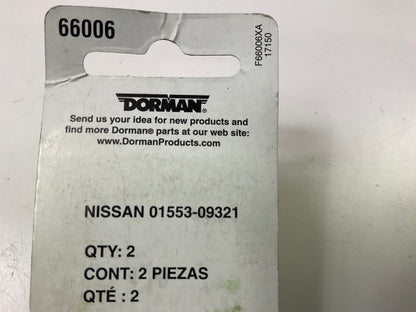 66006
F66006XA
17150
DORMAN®
Send us your idea for new products and
find more Dorman® parts at our web site:
www.DormanProducts.com
NISSAN 01553-09321
QTY: 2
CONT: 2 PIEZAS
QTÉ : 2